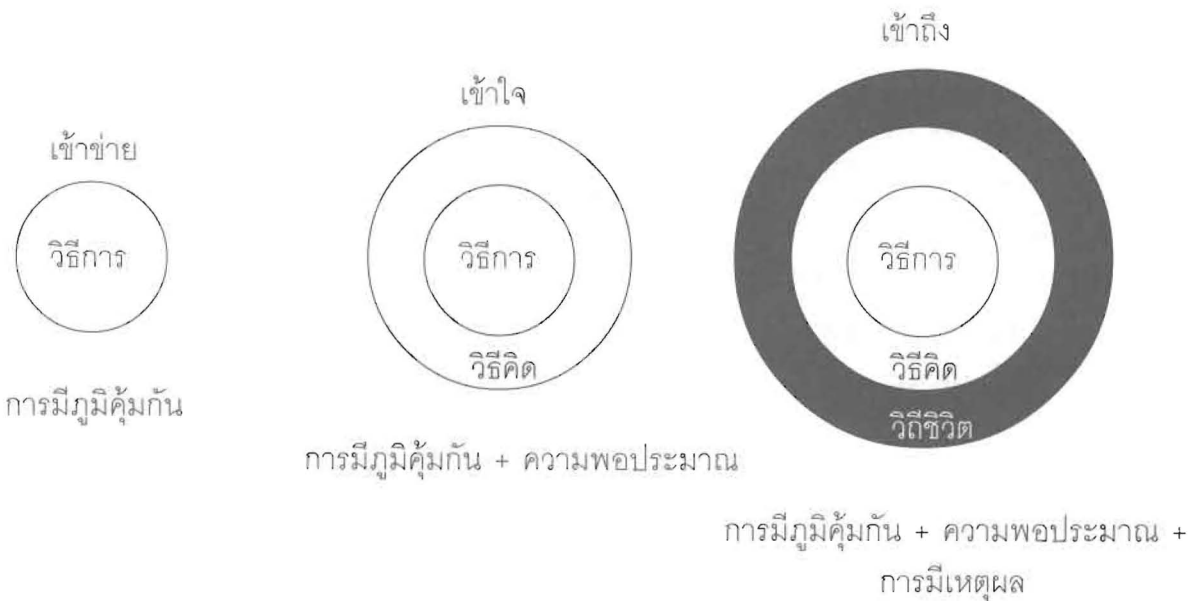 เข้าข่าย
วิธีการ
การมีภูมิคุ้มกัน
เข้าใจ
วิธีการ
วิธีคิด
การมีภูมิคุ้มกัน + ความพอประมาณ
เข้าถึง
วิธีการ
วิธีคิด
วิถีชีวิต
การมีภูมิคุ้มกัน + ความพอประมาณ +
การมีเหตุผล